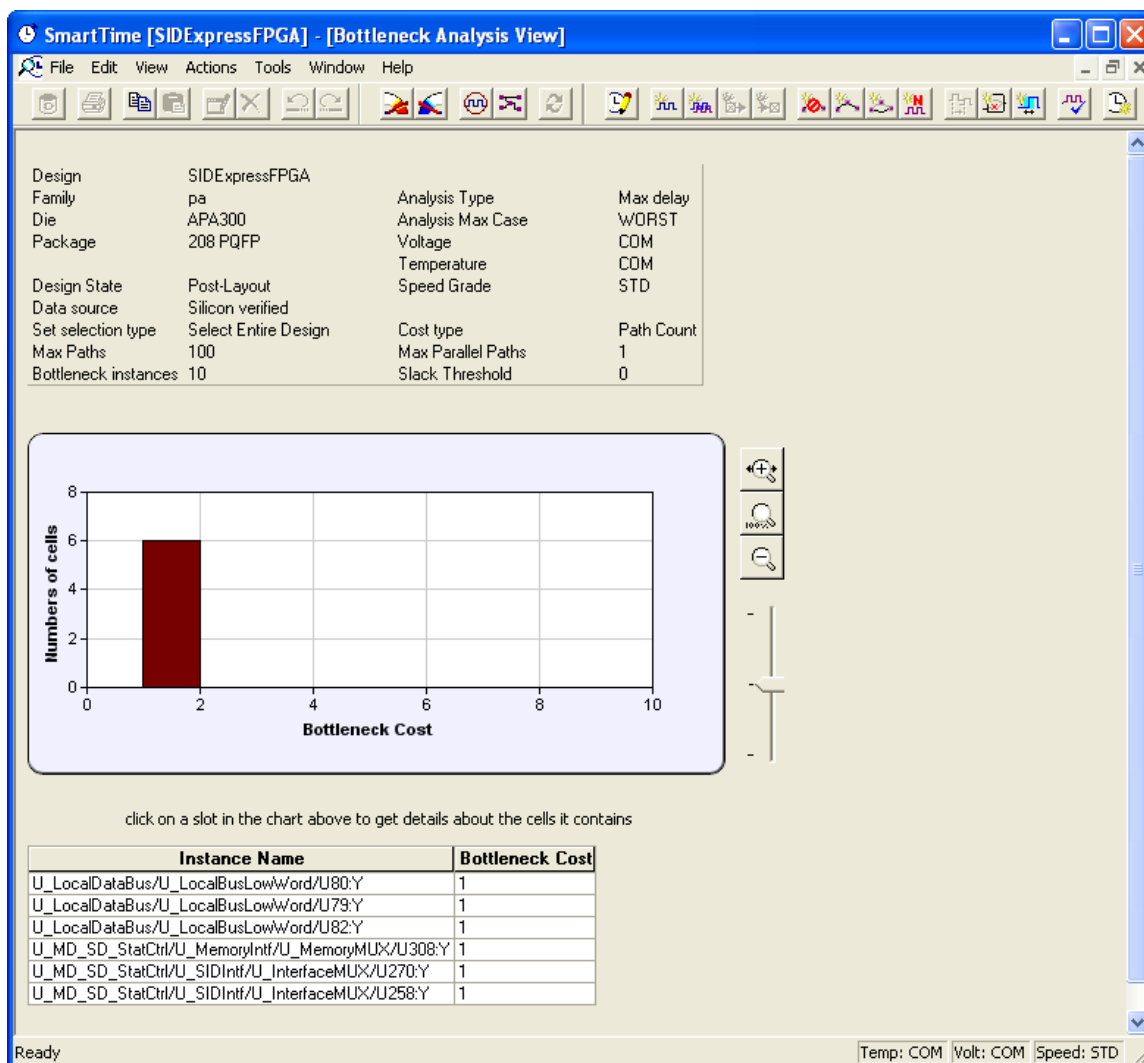 SmartTime [SIDExpressFPGA] - [Bottleneck Analysis View]
File Edit View Actions Tools Window Help
Design SIDExpressFPGA
Family pa Analysis Type Max delay
Die APA300 Analysis Max Case WORST
Package 208 PQFP Voltage COM
Temperature COM
Design State Post-Layout Speed Grade STD
Data source Silicon verified
Set selection type Select Entire Design Cost type Path Count
Max Paths 100 Max Parallel Paths 1
Bottleneck instances 10 Slack Threshold 0
8
6
4
2
0
Numbers of cells
0 2 4 6 8 10
Bottleneck Cost
100%
click on a slot in the chart above to get details about the cells it contains
Instance Name Bottleneck Cost
U_LocalDataBus/U_LocalBusLowWord/U80:Y 1
U_LocalDataBus/U_LocalBusLowWord/U79:Y 1
U_LocalDataBus/U_LocalBusLowWord/U82:Y 1
U_MD_SD_StatCtrl/U_MemoryIntf/U_MemoryMUX/U308:Y 1
U_MD_SD_StatCtrl/U_SIDIntf/U_InterfaceMUX/U270:Y 1
U_MD_SD_StatCtrl/U_SIDIntf/U_InterfaceMUX/U258:Y 1
Ready Temp: COM Volt: COM Speed: STD